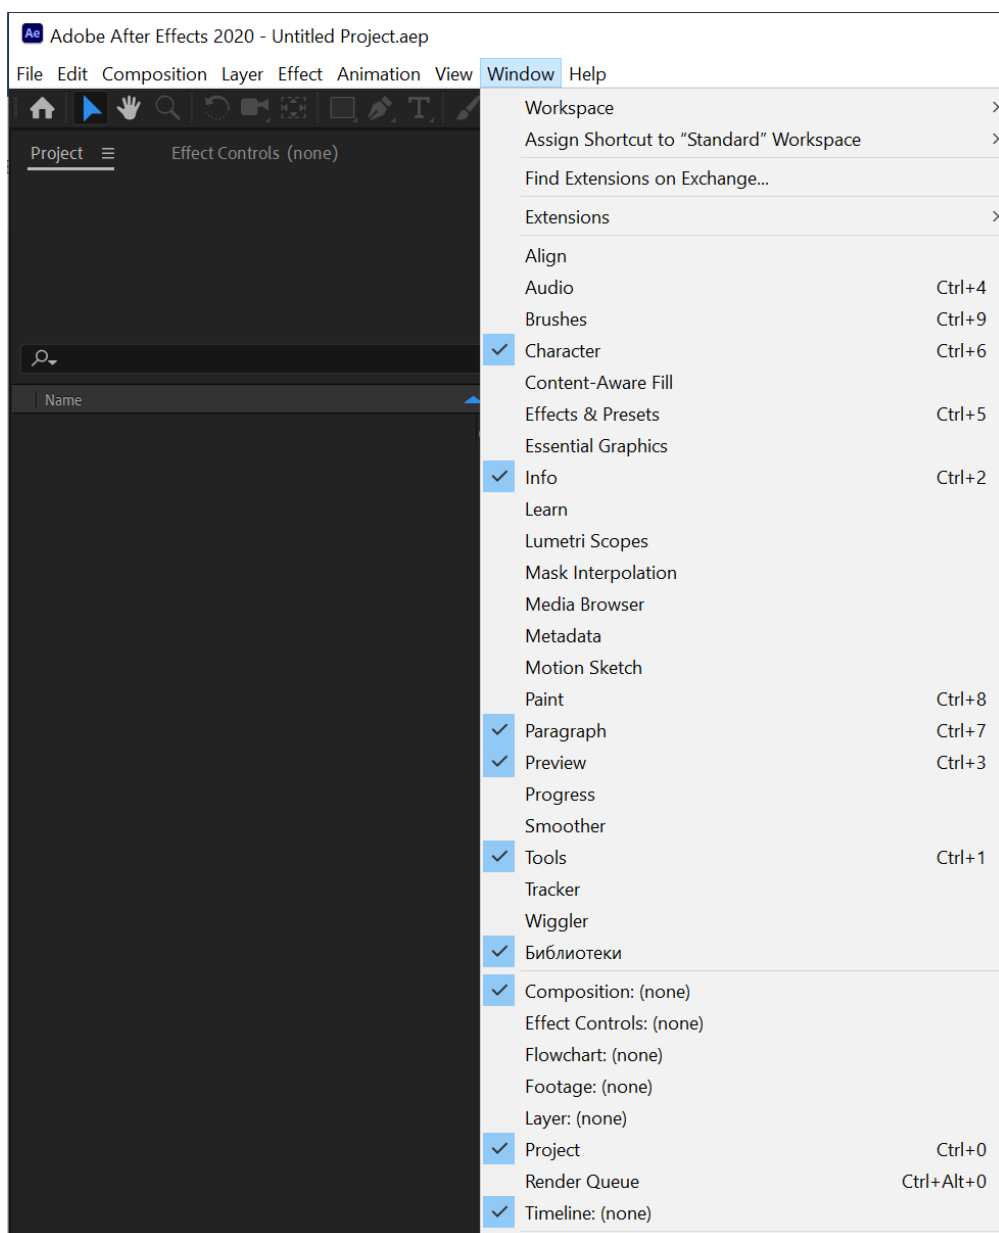 Ae Adobe After Effects 2020 - Untitled Project.aep
File Edit Composition Layer Effect Animation View Window Help
Project
Effect Controls (none)
Name
Workspace
Assign Shortcut to “Standard” Workspace
Find Extensions on Exchange...
Extensions
Align
Audio Ctrl+4
Brushes Ctrl+9
Character Ctrl+6
Content-Aware Fill
Effects & Presets Ctrl+5
Essential Graphics
Info Ctrl+2
Learn
Lumetri Scopes
Mask Interpolation
Media Browser
Metadata
Motion Sketch
Paint Ctrl+8
Paragraph Ctrl+7
Preview Ctrl+3
Progress
Smoother
Tools Ctrl+1
Tracker
Wiggler
Библиотеки
Composition: (none)
Effect Controls: (none)
Flowchart: (none)
Footage: (none)
Layer: (none)
Project Ctrl+0
Render Queue Ctrl+Alt+0
Timeline: (none)